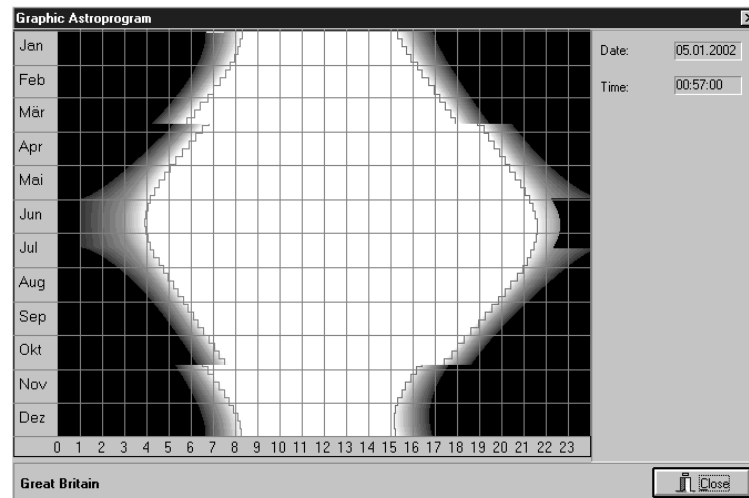 Graphic Astroprogram
Jan
Feb
Mär
Apr
Mai
Jun
Jul
Aug
Sep
Okt
Nov
Dez
0 1 2 3 4 5 6 7 8 9 10 11 12 13 14 15 16 17 18 19 20 21 22 23
Date: 05.01.2002
Time: 00:57:00
Great Britain
Close